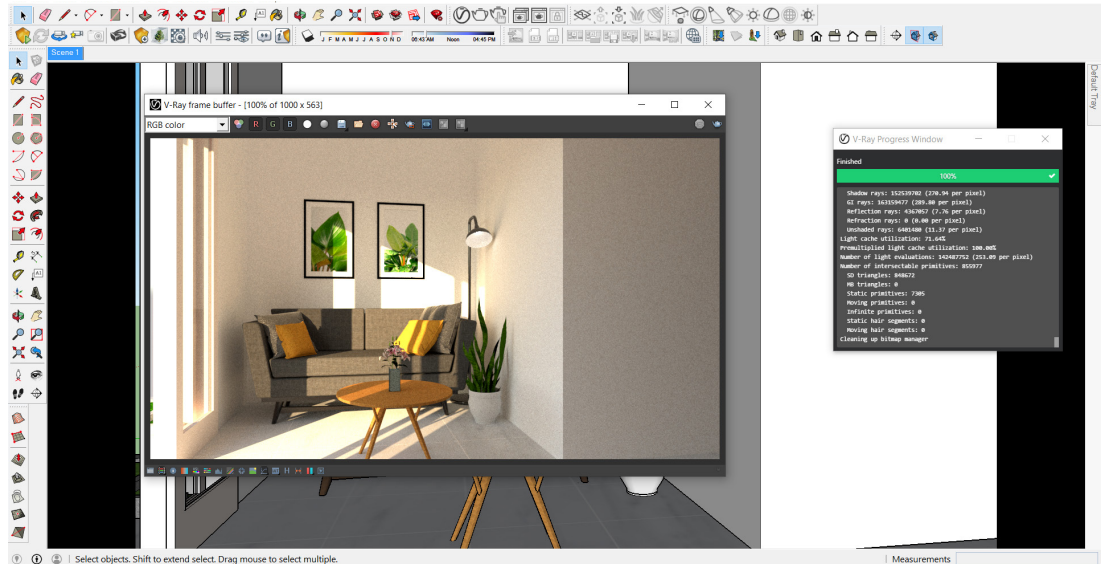 J F M A M J J A S O N D 06:43 AM Noon 04:45 PM
Scene 1
Default Tray
V-Ray frame buffer - [100% of 1000 x 563]
RGB color
R G B
V-Ray Progress Window
Finished
100%
Shadow rays: 152539702 (270.94 per pixel)
GI rays: 163159477 (289.80 per pixel)
Reflection rays: 4367057 (7.76 per pixel)
Refraction rays: 0 (0.00 per pixel)
Unshaded rays: 6401480 (11.37 per pixel)
Light cache utilization: 71.64%
Premultiplied light cache utilization: 100.00%
Number of light evaluations: 142487752 (253.09 per pixel)
Number of intersectable primitives: 855977
SD triangles: 848672
MB triangles: 0
Static primitives: 7305
Moving primitives: 0
Infinite primitives: 0
Static hair segments: 0
Moving hair segments: 0
Cleaning up bitmap manager
Select objects. Shift to extend select. Drag mouse to select multiple.
Measurements